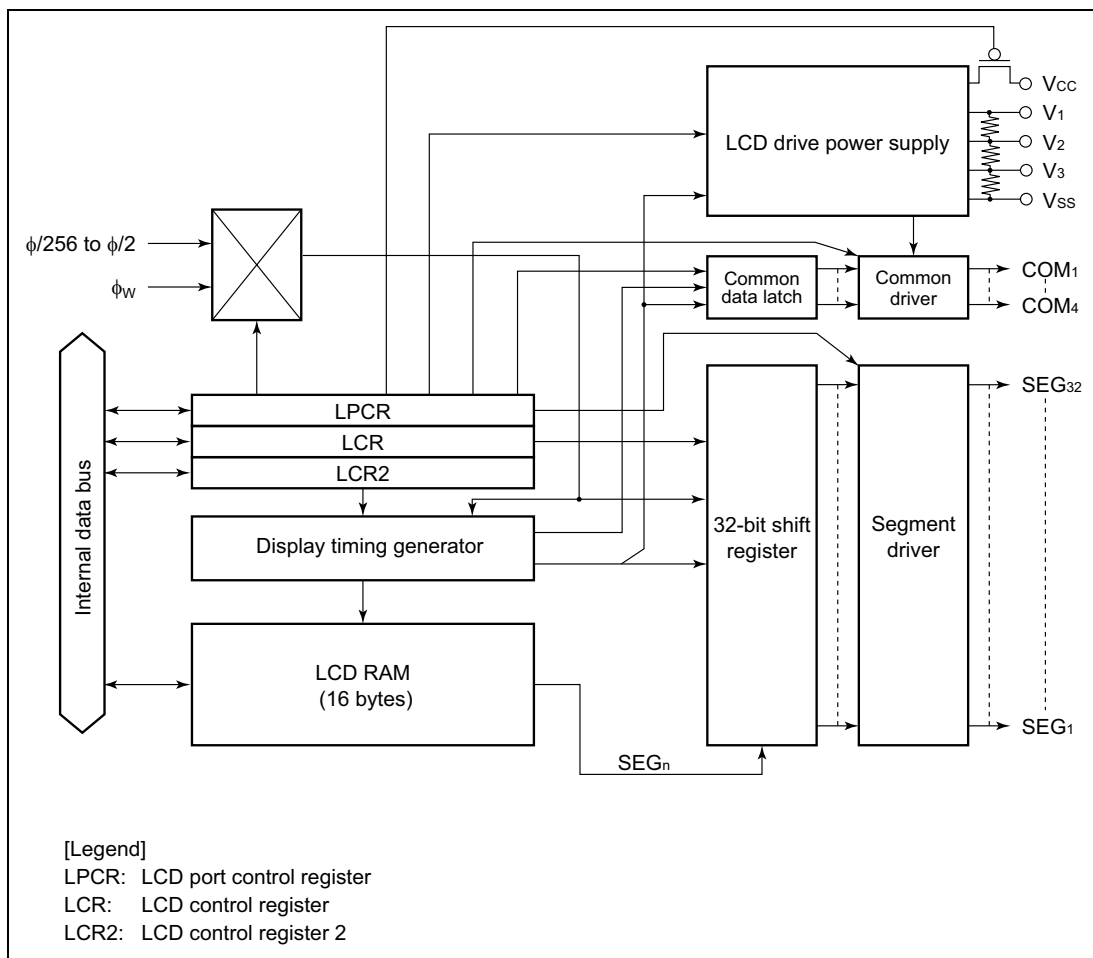 VCC
V1
LCD drive power supply
V2
V3
VSS
ϕ/256 to ϕ/2
ϕW
Common
data latch
Common
driver
COM1
COM4
Internal data bus
LPCR
LCR
LCR2
Display timing generator
LCD RAM
(16 bytes)
SEGn
32-bit shift
register
Segment
driver
SEG32
SEG1
[Legend]
LPCR: LCD port control register
LCR: LCD control register
LCR2: LCD control register 2